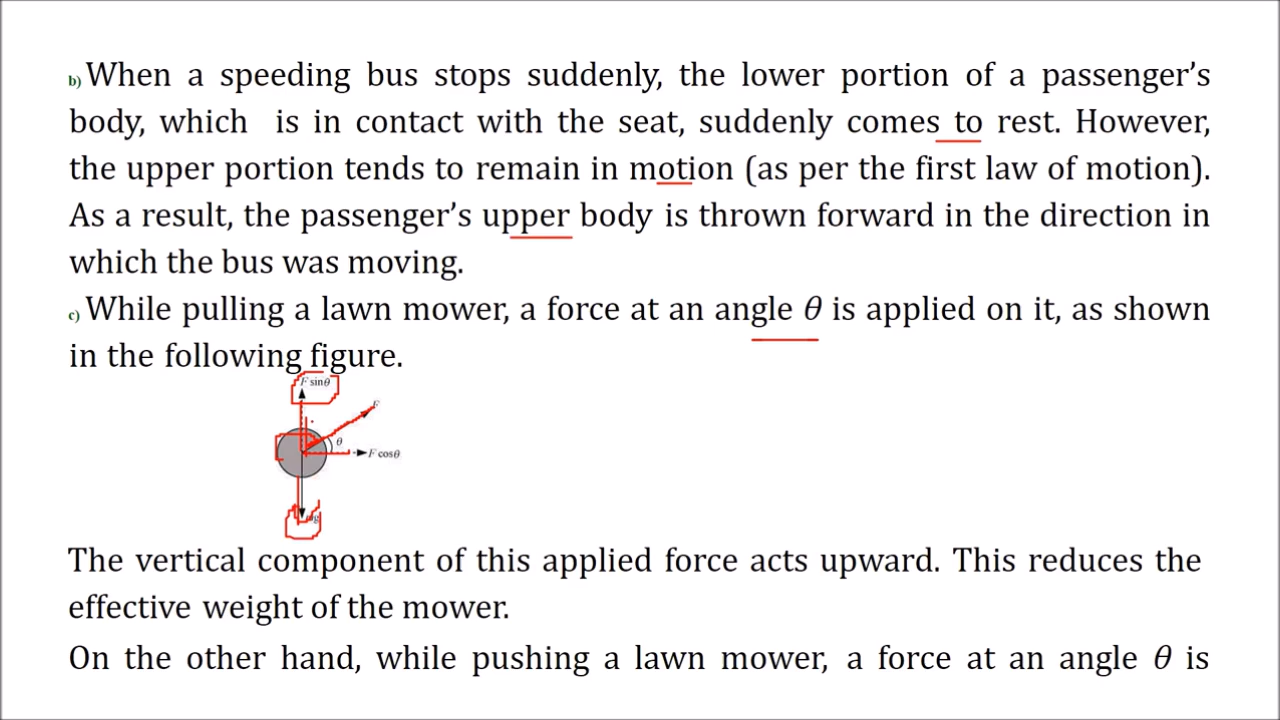 b) When a speeding bus stops suddenly, the lower portion of a passenger’s
body, which is in contact with the seat, suddenly comes to rest. However,
the upper portion tends to remain in motion (as per the first law of motion).
As a result, the passenger’s upper body is thrown forward in the direction in
which the bus was moving.
c) While pulling a lawn mower, a force at an angle θ is applied on it, as shown
in the following figure.
F sinθ
F
θ
F cosθ
The vertical component of this applied force acts upward. This reduces the
effective weight of the mower.
On the other hand, while pushing a lawn mower, a force at an angle θ is